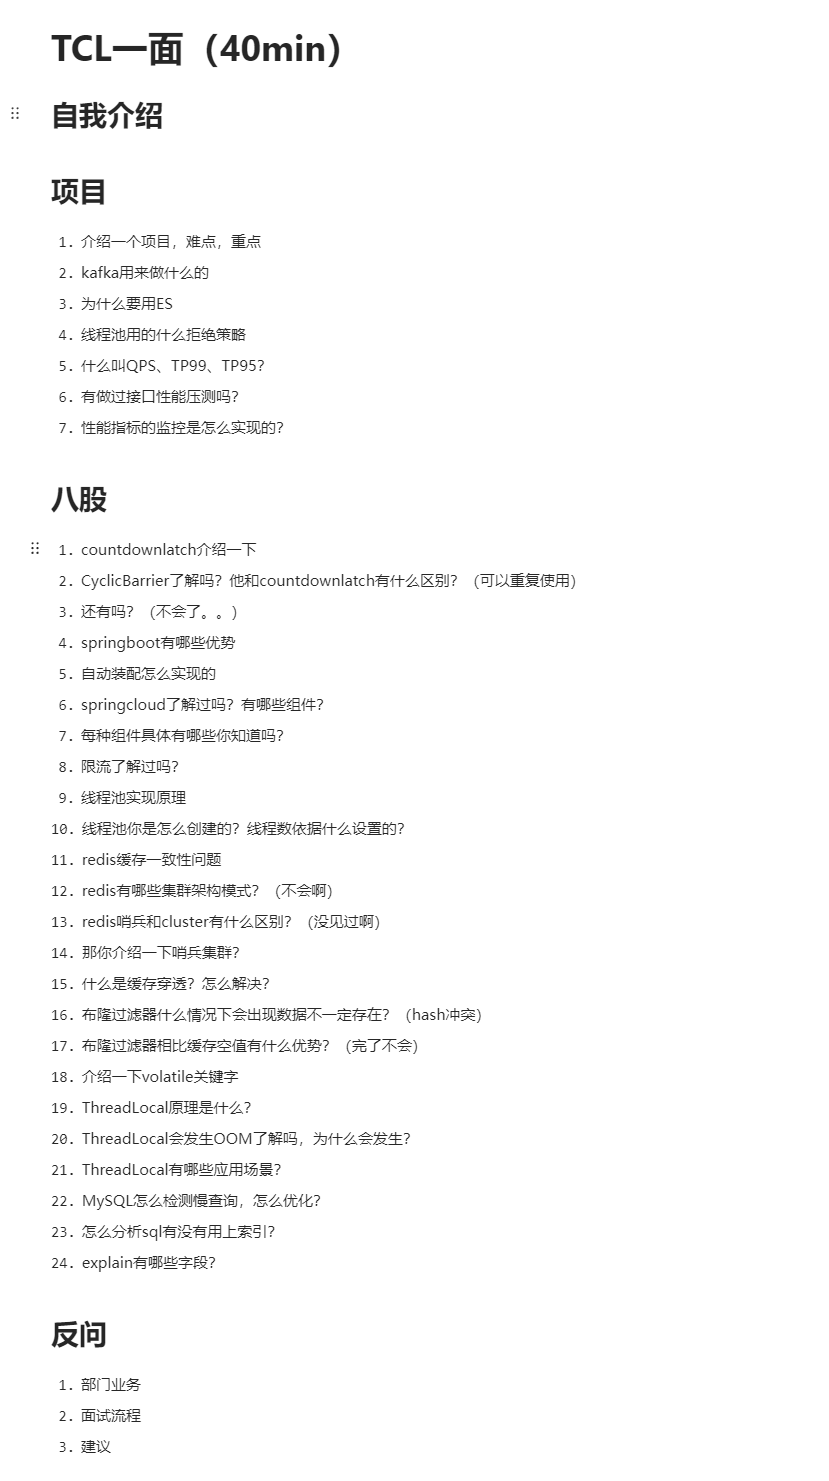 TCL一面（40min）
自我介绍
项目
1. 介绍一个项目，难点，重点
2. kafka用来做什么的
3. 为什么要用ES
4. 线程池用的什么拒绝策略
5. 什么叫QPS、TP99、TP95？
6. 有做过接口性能压测吗？
7. 性能指标的监控是怎么实现的？
八股
1. countdownlatch介绍一下
2. CyclicBarrier了解吗？他和countdownlatch有什么区别？（可以重复使用）
3. 还有吗？（不会了。。）
4. springboot有哪些优势
5. 自动装配怎么实现的
6. springcloud了解过吗？有哪些组件？
7. 每种组件具体有哪些你知道吗？
8. 限流了解过吗？
9. 线程池实现原理
10. 线程池你是怎么创建的？线程数依据什么设置的？
11. redis缓存一致性问题
12. redis有哪些集群架构模式？（不会啊）
13. redis哨兵和cluster有什么区别？（没见过啊）
14. 那你介绍一下哨兵集群？
15. 什么是缓存穿透？怎么解决？
16. 布隆过滤器什么情况下会出现数据不一定存在？（hash冲突）
17. 布隆过滤器相比缓存空值有什么优势？（完了不会）
18. 介绍一下volatile关键字
19. ThreadLocal原理是什么？
20. ThreadLocal会发生OOM了解吗，为什么会发生？
21. ThreadLocal有哪些应用场景？
22. MySQL怎么检测慢查询，怎么优化？
23. 怎么分析sql有没有用上索引？
24. explain有哪些字段？
反问
1. 部门业务
2. 面试流程
3. 建议